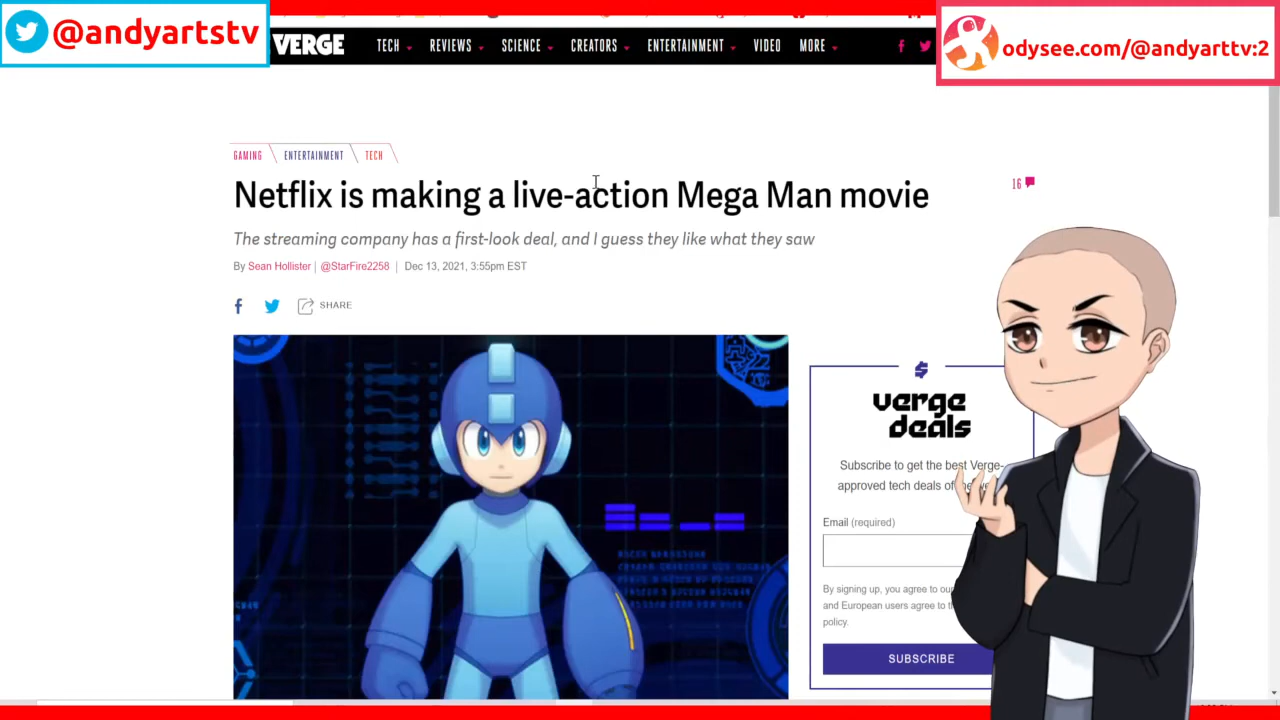 @andyartstv
VERGE
TECH
REVIEWS
SCIENCE
CREATORS
ENTERTAINMENT
VIDEO
MORE
odysee.com/@andyarttv:2
GAMING
ENTERTAINMENT
TECH
Netflix is making a live-action Mega Man movie
16
The streaming company has a first-look deal, and I guess they like what they saw
By Sean Hollister | @StarFire2258 | Dec 13, 2021, 3:55pm EST
SHARE
verge
deals
Subscribe to get the best Verge-
approved tech deals of
Email (required)
By signing up, you agree to
and European users agree to
policy.
SUBSCRIBE